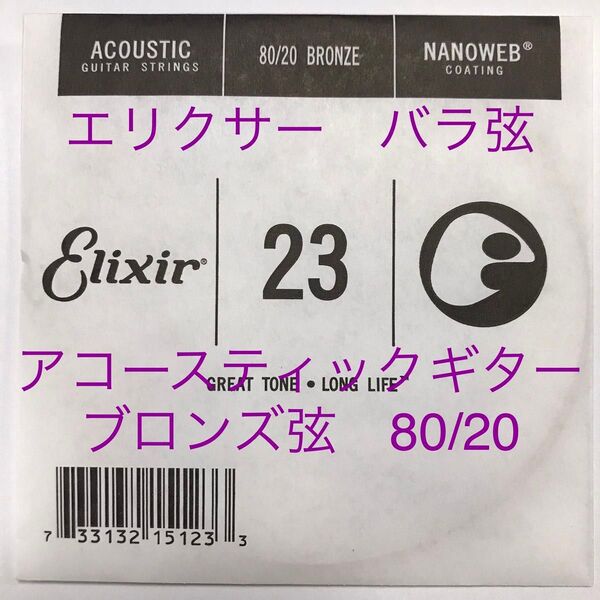 ACOUSTIC
GUITAR STRINGS
80/20 BRONZE
NANOWEB®
COATING
エリクサー　バラ弦
Elixir®
23
アコースティックギター
GREAT TONE • LONG LIFE™
ブロンズ弦　80/20
7 33132 15123 3